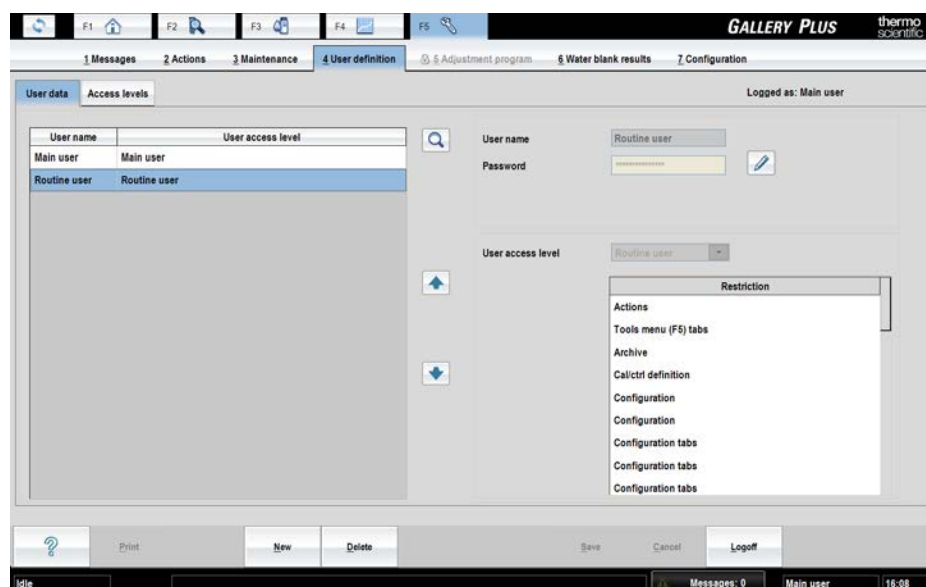 F1 F2 F3 F4 F5 GALLERY PLUS thermo scientific
1 Messages 2 Actions 3 Maintenance 4 User definition 5 Adjustment program 6 Water blank results 7 Configuration
User data Access levels Logged as: Main user
User name User access level
Main user Main user
Routine user Routine user
User name Routine user
Password ***************
User access level Routine user
Restriction
Actions
Tools menu (F5) tabs
Archive
Cal/ctrl definition
Configuration
Configuration
Configuration tabs
Configuration tabs
Configuration tabs
? Print New Delete Save Cancel Logoff
Idle Messages: 0 Main user 16:08